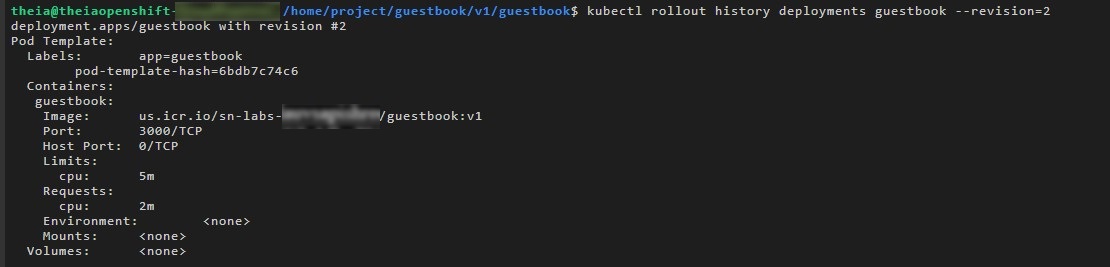 theia@theiaopenshift- /home/project/guestbook/v1/guestbook$ kubectl rollout history deployments guestbook --revision=2
deployment.apps/guestbook with revision #2
Pod Template:
  Labels:       app=guestbook
        pod-template-hash=6bdb7c74c6
  Containers:
   guestbook:
    Image:      us.icr.io/sn-labs- /guestbook:v1
    Port:       3000/TCP
    Host Port:  0/TCP
    Limits:
      cpu:      5m
    Requests:
      cpu:      2m
    Environment:        <none>
    Mounts:     <none>
  Volumes:      <none>